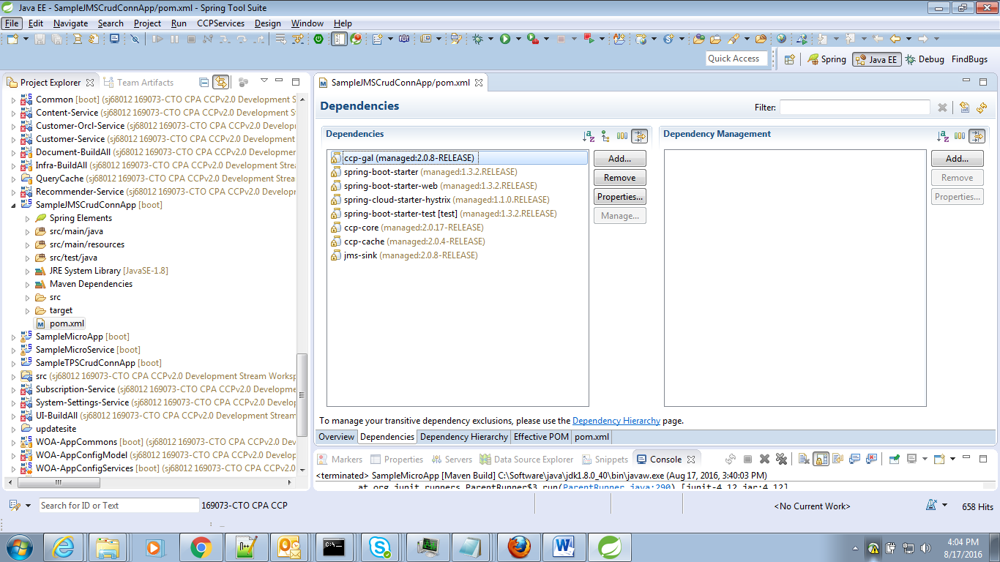 Java EE - SampleJMSCrudConnApp/pom.xml - Spring Tool Suite
File Edit Navigate Search Project Run CCPServices Design Window Help
Quick Access
Spring Java EE Debug FindBugs
Project Explorer Team Artifacts
Common [boot] (sj68012 169073-CTO CPA CCPv2.0 Development S
Content-Service (sj68012 169073-CTO CPA CCPv2.0 Development S
Customer-Orcl-Service (sj68012 169073-CTO CPA CCPv2.0 Develop
Customer-Service (sj68012 169073-CTO CPA CCPv2.0 Development
Document-BuildAll (sj68012 169073-CTO CPA CCPv2.0 Developmen
Infra-BuildAll (sj68012 169073-CTO CPA CCPv2.0 Development Stre
QueryCache (sj68012 169073-CTO CPA CCPv2.0 Development Strea
Recommender-Service (sj68012 169073-CTO CPA CCPv2.0 Developr
SampleJMSCrudConnApp [boot]
Spring Elements
src/main/java
src/main/resources
src/test/java
JRE System Library [JavaSE-1.8]
Maven Dependencies
src
target
pom.xml
SampleMicroApp [boot]
SampleMicroService [boot]
SampleTPSCrudConnApp [boot]
src (sj68012 169073-CTO CPA CCPv2.0 Development Stream Worksp
Subscription-Service (sj68012 169073-CTO CPA CCPv2.0 Developme
System-Settings-Service (sj68012 169073-CTO CPA CCPv2.0 Develop
UI-BuildAll (sj68012 169073-CTO CPA CCPv2.0 Development Stream
updatesite
WOA-AppCommons [boot] (sj68012 169073-CTO CPA CCPv2.0 Dev
WOA-AppConfigModel (sj68012 169073-CTO CPA CCPv2.0 Develop
WOA-AppConfigServices [boot] (sj68012 169073-CTO CPA CCPv2.0
SampleJMSCrudConnApp/pom.xml
Dependencies
Filter:
Dependencies
ccp-gal (managed:2.0.8-RELEASE)
spring-boot-starter (managed:1.3.2.RELEASE)
spring-boot-starter-web (managed:1.3.2.RELEASE)
spring-cloud-starter-hystrix (managed:1.1.0.RELEASE)
spring-boot-starter-test [test] (managed:1.3.2.RELEASE)
ccp-core (managed:2.0.17-RELEASE)
ccp-cache (managed:2.0.4-RELEASE)
jms-sink (managed:2.0.8-RELEASE)
Add...
Remove
Properties...
Manage...
Dependency Management
Add...
Remove
Properties...
To manage your transitive dependency exclusions, please use the Dependency Hierarchy page.
Overview Dependencies Dependency Hierarchy Effective POM pom.xml
Markers Properties Servers Data Source Explorer Snippets Console
<terminated> SampleMicroApp [Maven Build] C:\Software\java\jdk1.8.0_40\bin\javaw.exe (Aug 17, 2016, 3:40:03 PM)
at org.junit.runners.ParentRunner$3.run(ParentRunner.java:290) [junit-4.12.jar:4.12]
Search for ID or Text
169073-CTO CPA CCP
<No Current Work>
658 Hits
4:04 PM
8/17/2016